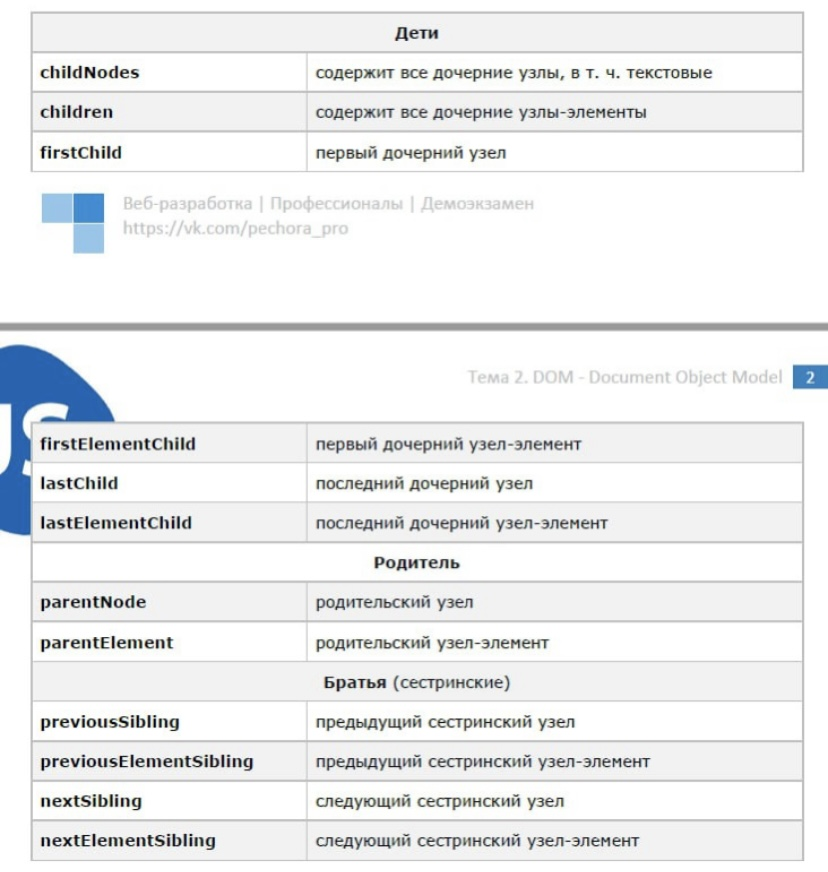 Дети
childNodes содержит все дочерние узлы, в т. ч. текстовые
children содержит все дочерние узлы-элементы
firstChild первый дочерний узел
Веб-разработка | Профессионалы | Демоэкзамен
https://vk.com/pechora_pro
Тема 2. DOM - Document Object Model 2
JS
firstElementChild первый дочерний узел-элемент
lastChild последний дочерний узел
lastElementChild последний дочерний узел-элемент
Родитель
parentNode родительский узел
parentElement родительский узел-элемент
Братья (сестринские)
previousSibling предыдущий сестринский узел
previousElementSibling предыдущий сестринский узел-элемент
nextSibling следующий сестринский узел
nextElementSibling следующий сестринский узел-элемент